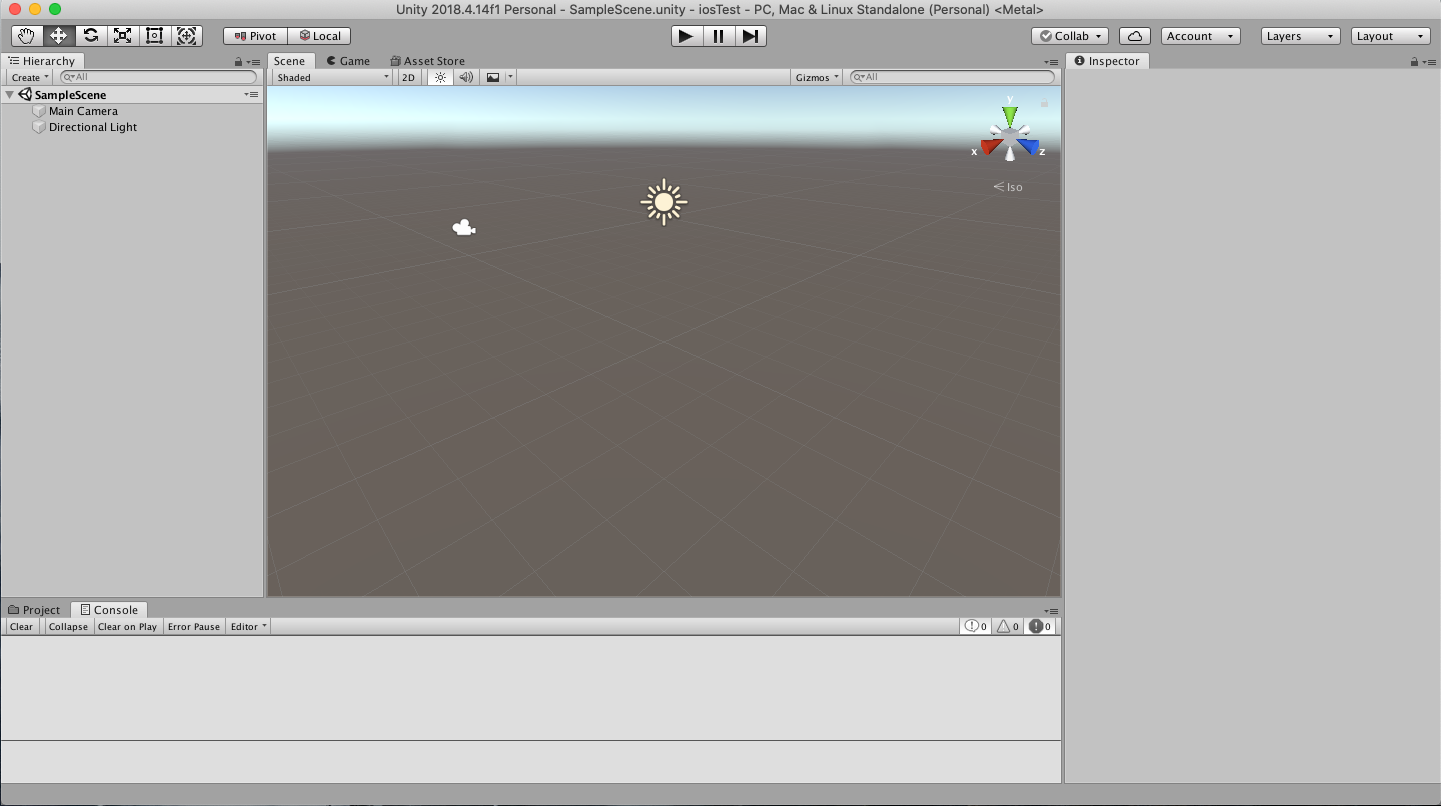 Unity 2018.4.14f1 Personal - SampleScene.unity - iosTest - PC, Mac & Linux Standalone (Personal) <Metal>
Pivot Local Collab Account Layers Layout
Hierarchy Scene Game Asset Store Inspector
Create All Shaded 2D Gizmos All
SampleScene
Main Camera
Directional Light
y
x z
Iso
Project Console
Clear Collapse Clear on Play Error Pause Editor 0 0 0